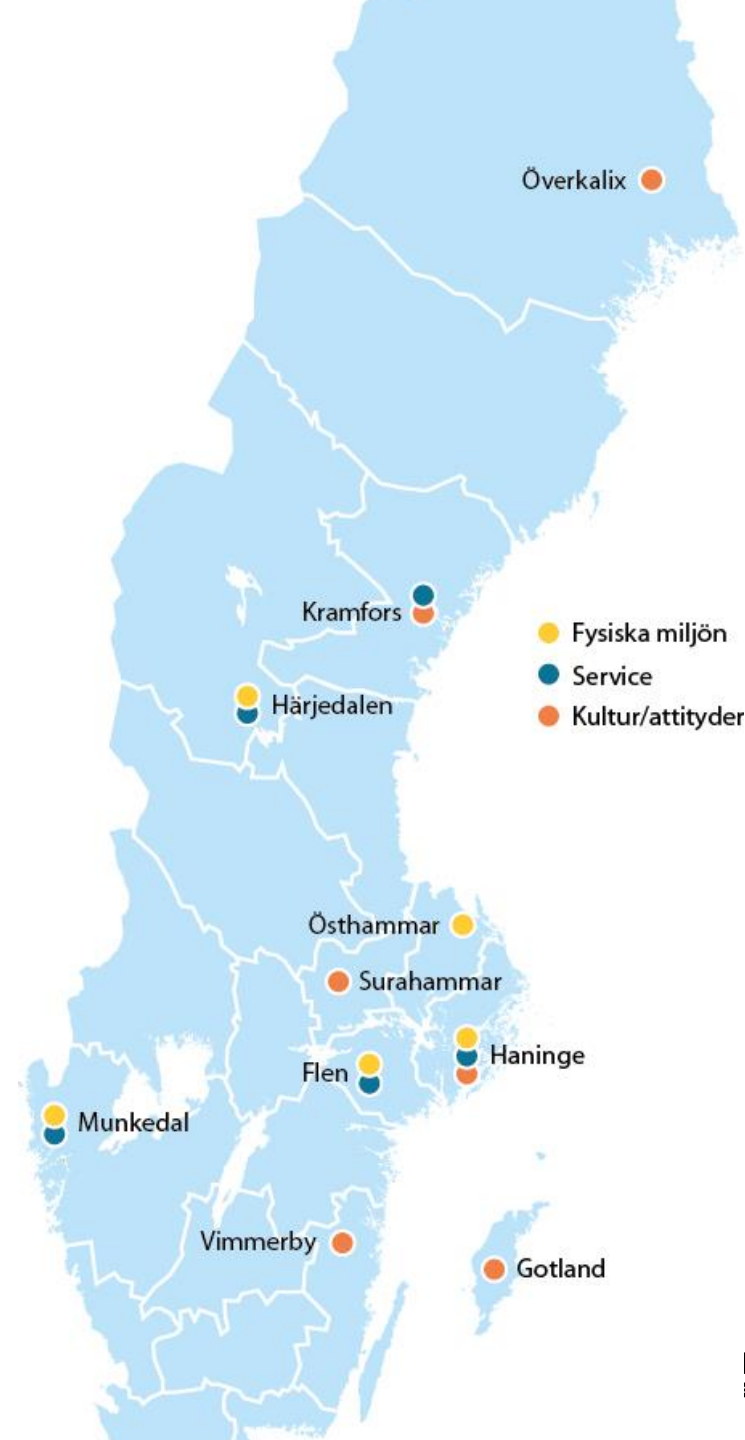 Överkalix
Kramfors
Fysiska miljön
Service
Härjedalen
Kultur/attityder
Östhammar
Surahammar
Haninge
Flen
Munkedal
Vimmerby
Gotland